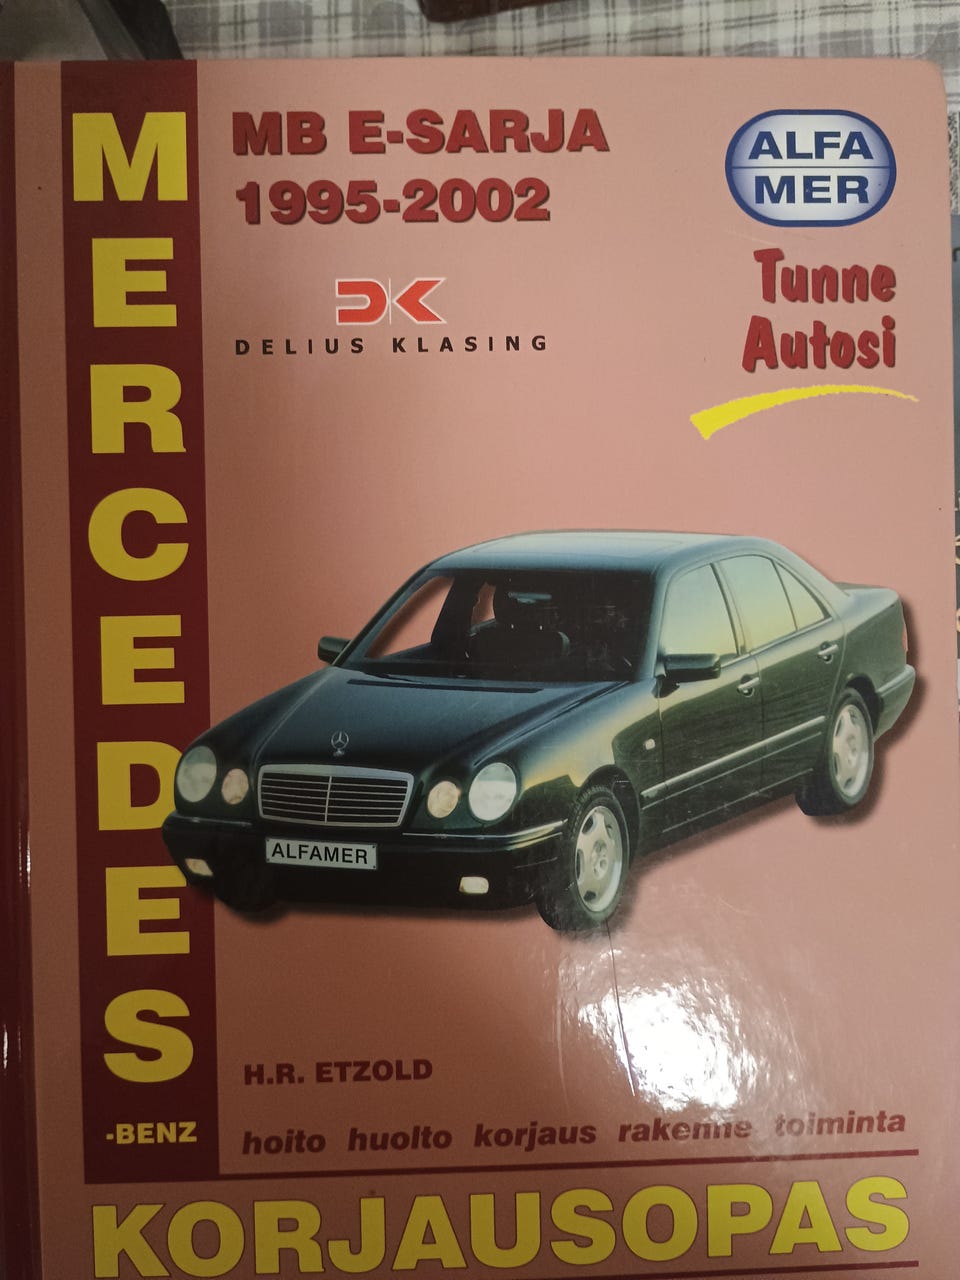 MERCEDES
-BENZ
MB E-SARJA
1995-2002
DELIUS KLASING
ALFA
MER
Tunne
Autosi
ALFAMER
H.R. ETZOLD
hoito huolto korjaus rakenne toiminta
KORJAUSOPAS